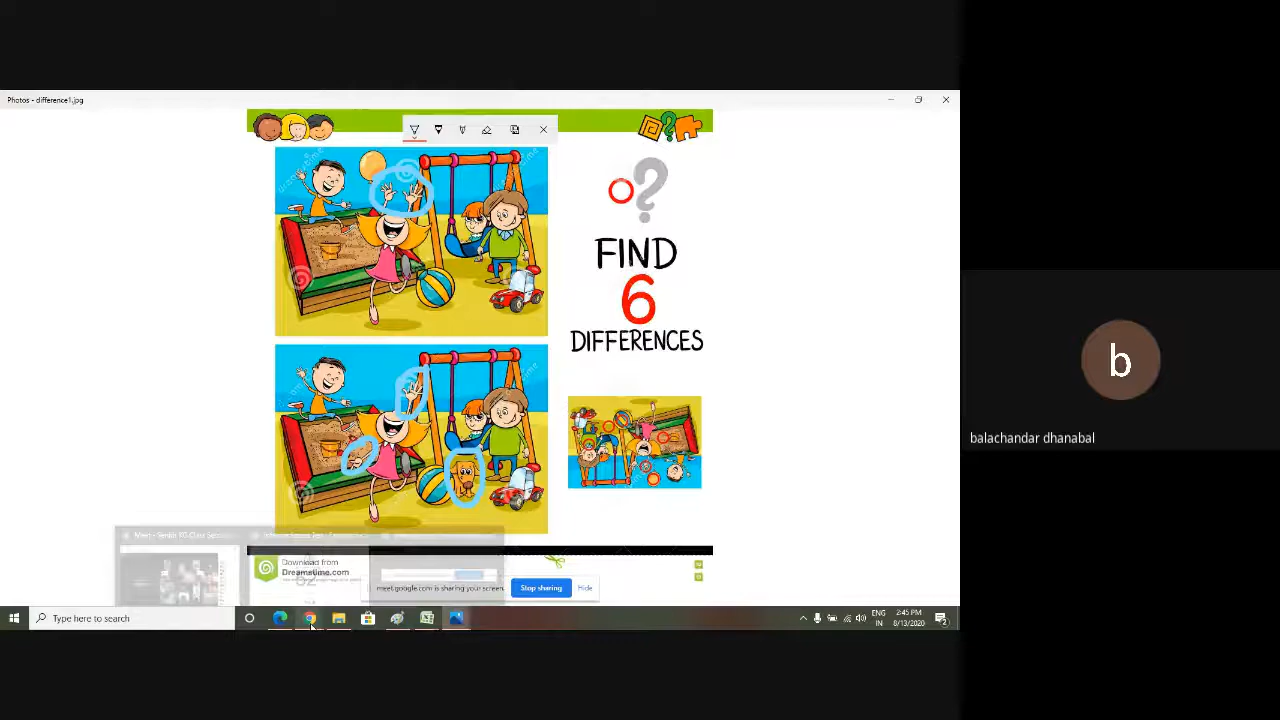 Photos - difference1.jpg
FIND
6
DIFFERENCES
b
balachandar dhanabal
Download from
Dreamstime.com
meet.google.com is sharing your screen.
Stop sharing
Hide
Type here to search
ENG
IN
2:45 PM
8/13/2020
2